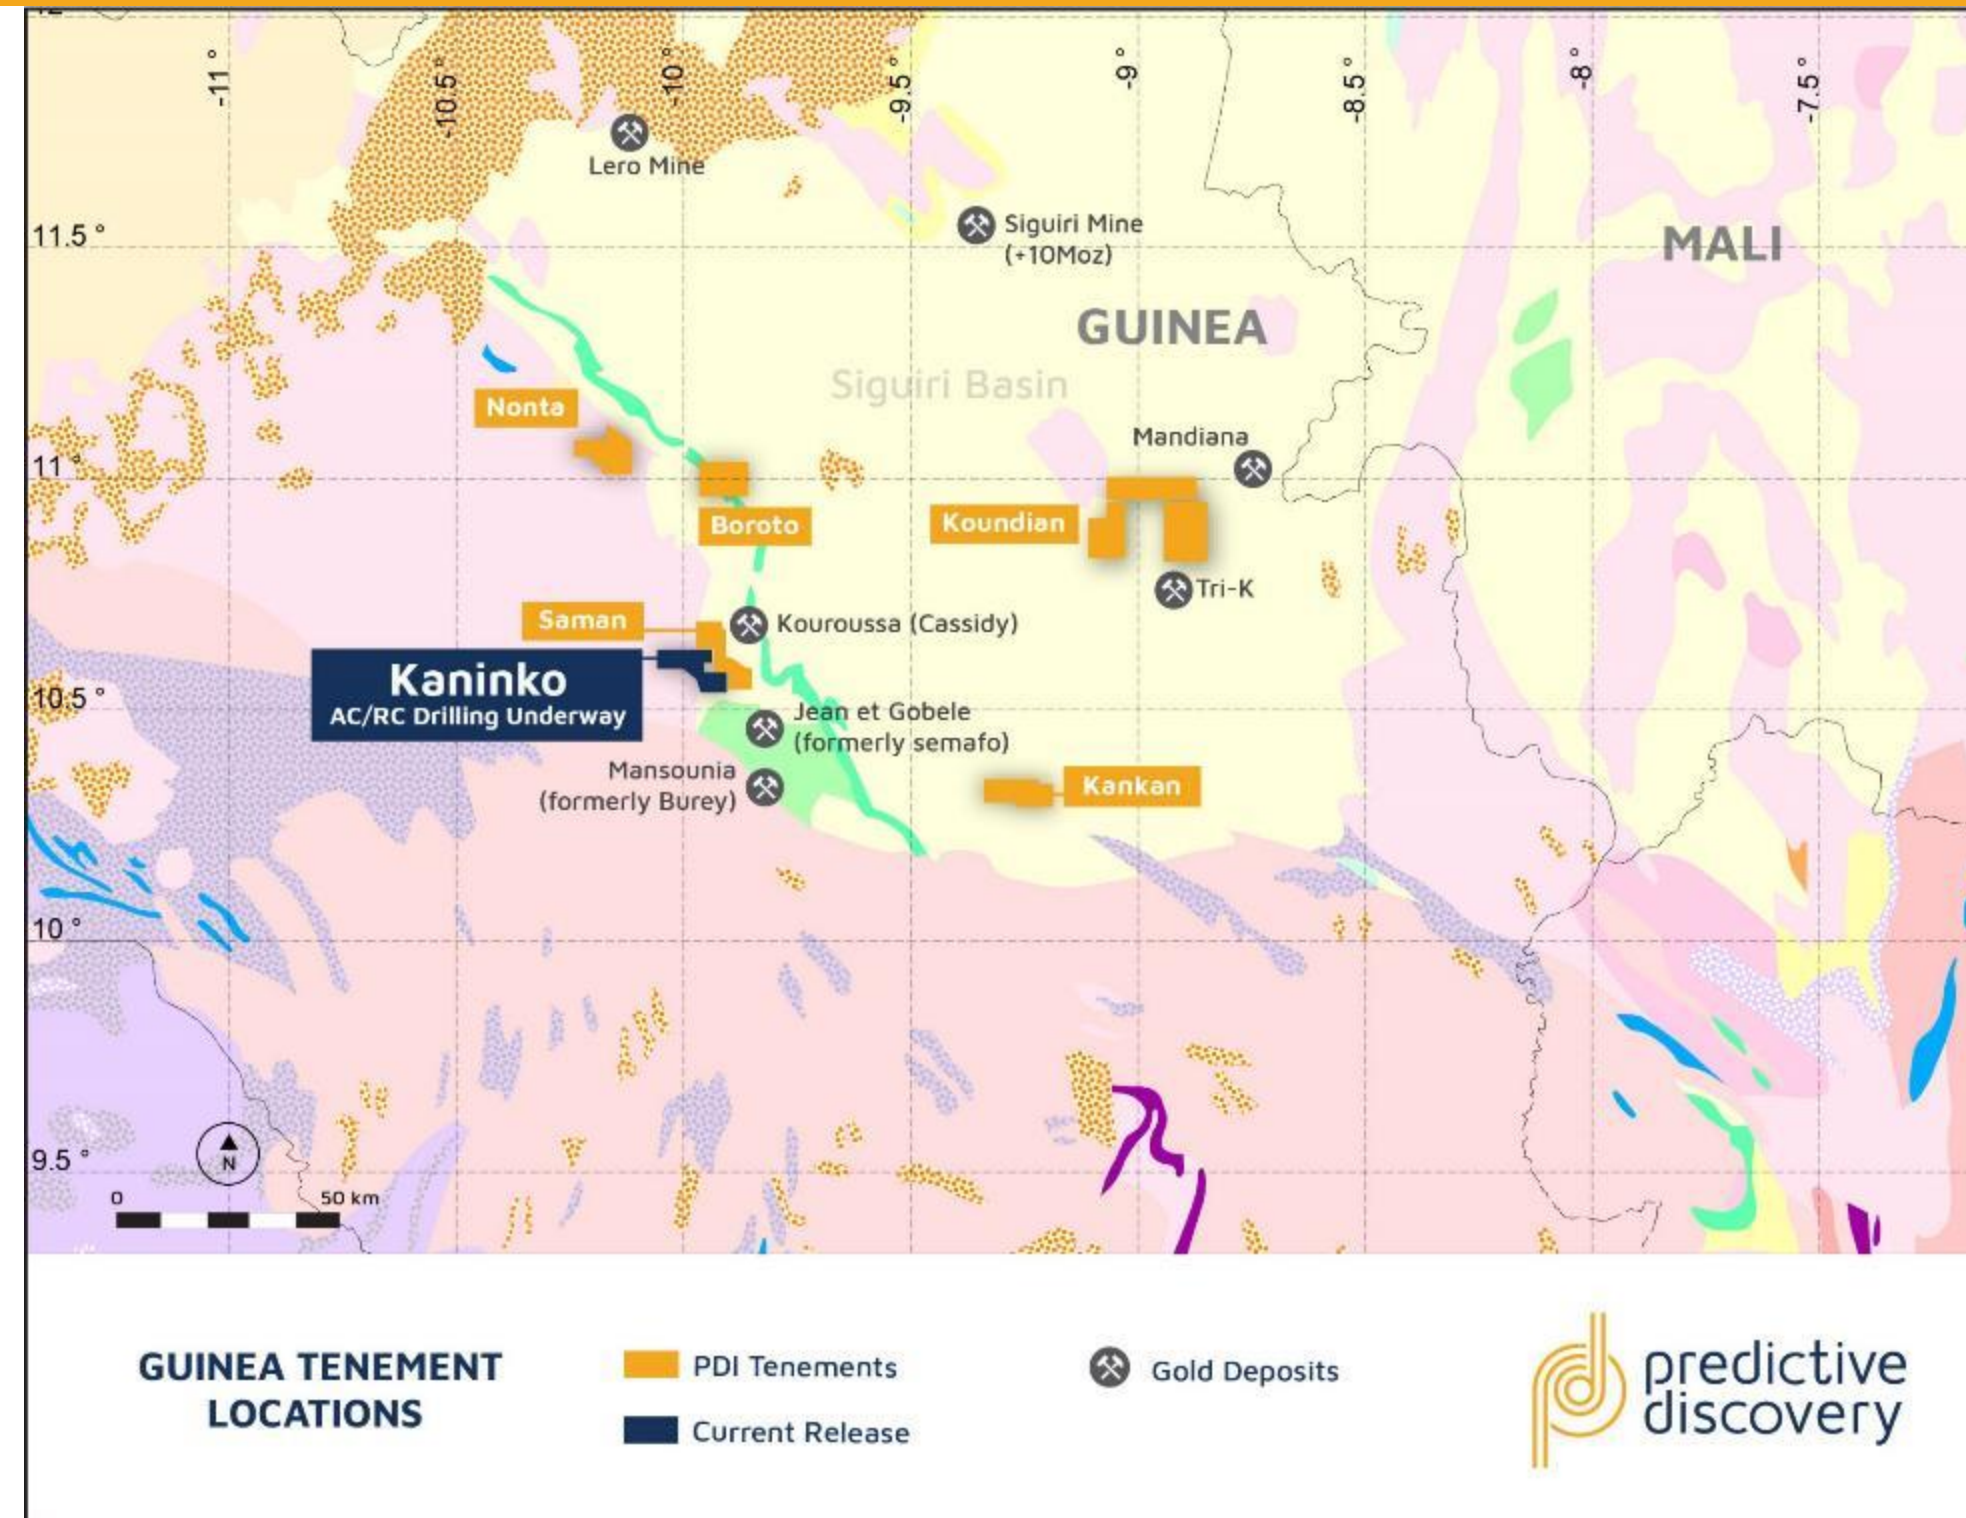 -11°
-10.5°
-10°
-9.5°
-9°
-8.5°
-8°
-7.5°
Lero Mine
11.5°
Siguiri Mine
(+10Moz)
MALI
GUINEA
Siguiri Basin
Nonta
Mandiana
11°
Boroto
Koundian
Tri-K
Saman
Kouroussa (Cassidy)
Kaninko
AC/RC Drilling Underway
10.5°
Jean et Gobele
(formerly semafo)
Mansounia
(formerly Burey)
Kankan
10°
9.5°
N
0 50 km
GUINEA TENEMENT
LOCATIONS
PDI Tenements
Current Release
Gold Deposits
predictive
discovery